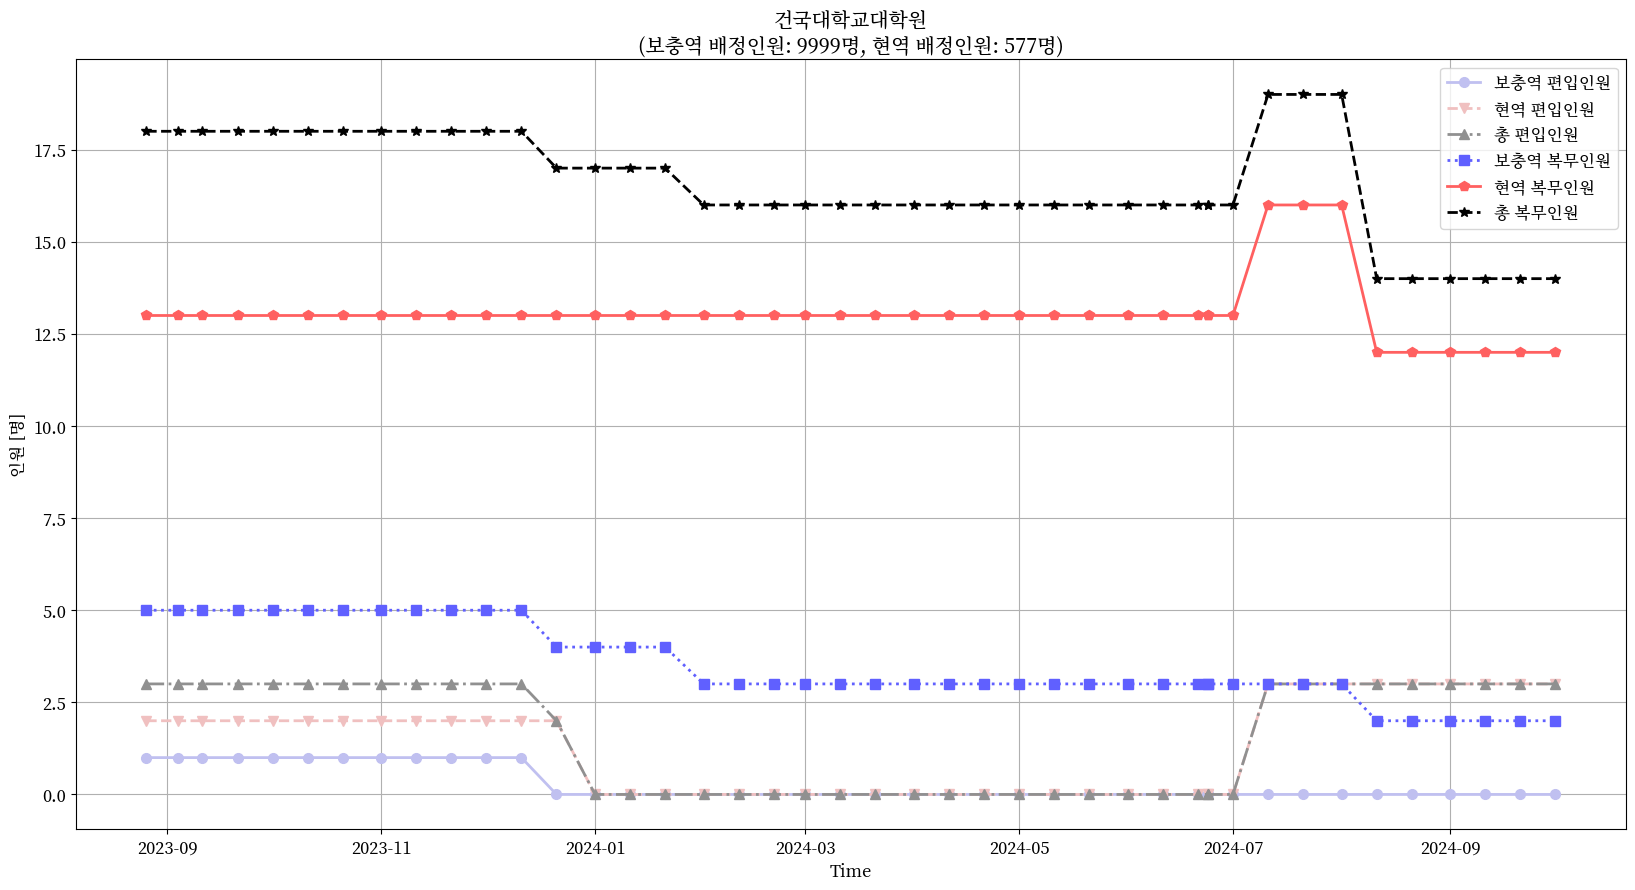 건국대학교대학원
(보충역 배정인원: 9999명, 현역 배정인원: 577명)
보충역 편입인원
현역 편입인원
총 편입인원
보충역 복무인원
현역 복무인원
총 복무인원
인원 [명]
17.5
15.0
12.5
10.0
7.5
5.0
2.5
0.0
2023-09
2023-11
2024-01
2024-03
2024-05
2024-07
2024-09
Time